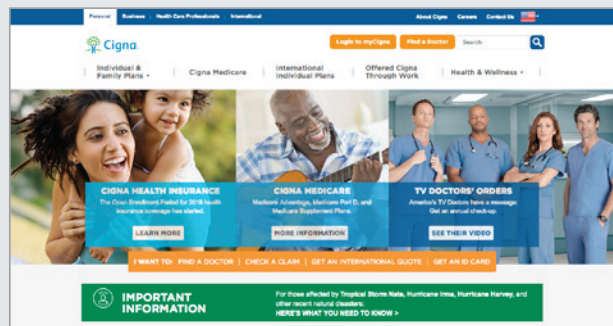 Personal Business Health Care Professionals International About Cigna Careers Contact Us
Cigna. Login to myCigna Find a Doctor Search
Individual & Family Plans Cigna Medicare International Individual Plans Offered Cigna Through Work Health & Wellness
CIGNA HEALTH INSURANCE
The Open Enrollment Period for 2018 health
insurance coverage has started.
LEARN MORE
CIGNA MEDICARE
Medicare Advantage, Medicare Part D, and
Medicare Supplement Plans.
MORE INFORMATION
TV DOCTORS' ORDERS
America's TV Doctors have a message:
Get an annual check-up.
SEE THEIR VIDEO
I WANT TO: FIND A DOCTOR | CHECK A CLAIM | GET AN INTERNATIONAL QUOTE | GET AN ID CARD
IMPORTANT
INFORMATION
For those affected by Tropical Storm Nate, Hurricane Irma, Hurricane Harvey, and
other recent natural disasters:
HERE'S WHAT YOU NEED TO KNOW >